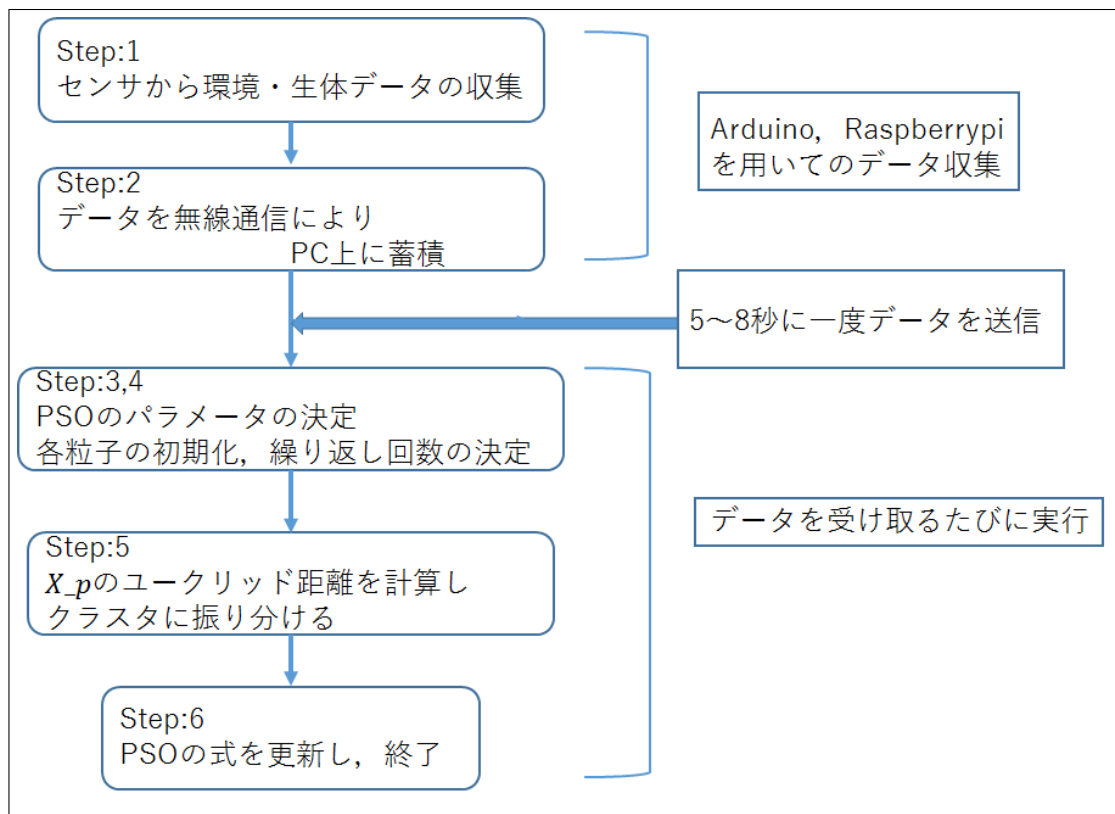 Step:1
センサから環境・生体データの収集
Arduino, Raspberrypi
を用いてのデータ収集
Step:2
データを無線通信により
PC上に蓄積
5～8秒に一度データを送信
Step:3,4
PSOのパラメータの決定
各粒子の初期化，繰り返し回数の決定
データを受け取るたびに実行
Step:5
X_pのユークリッド距離を計算し
クラスタに振り分ける
Step:6
PSOの式を更新し，終了